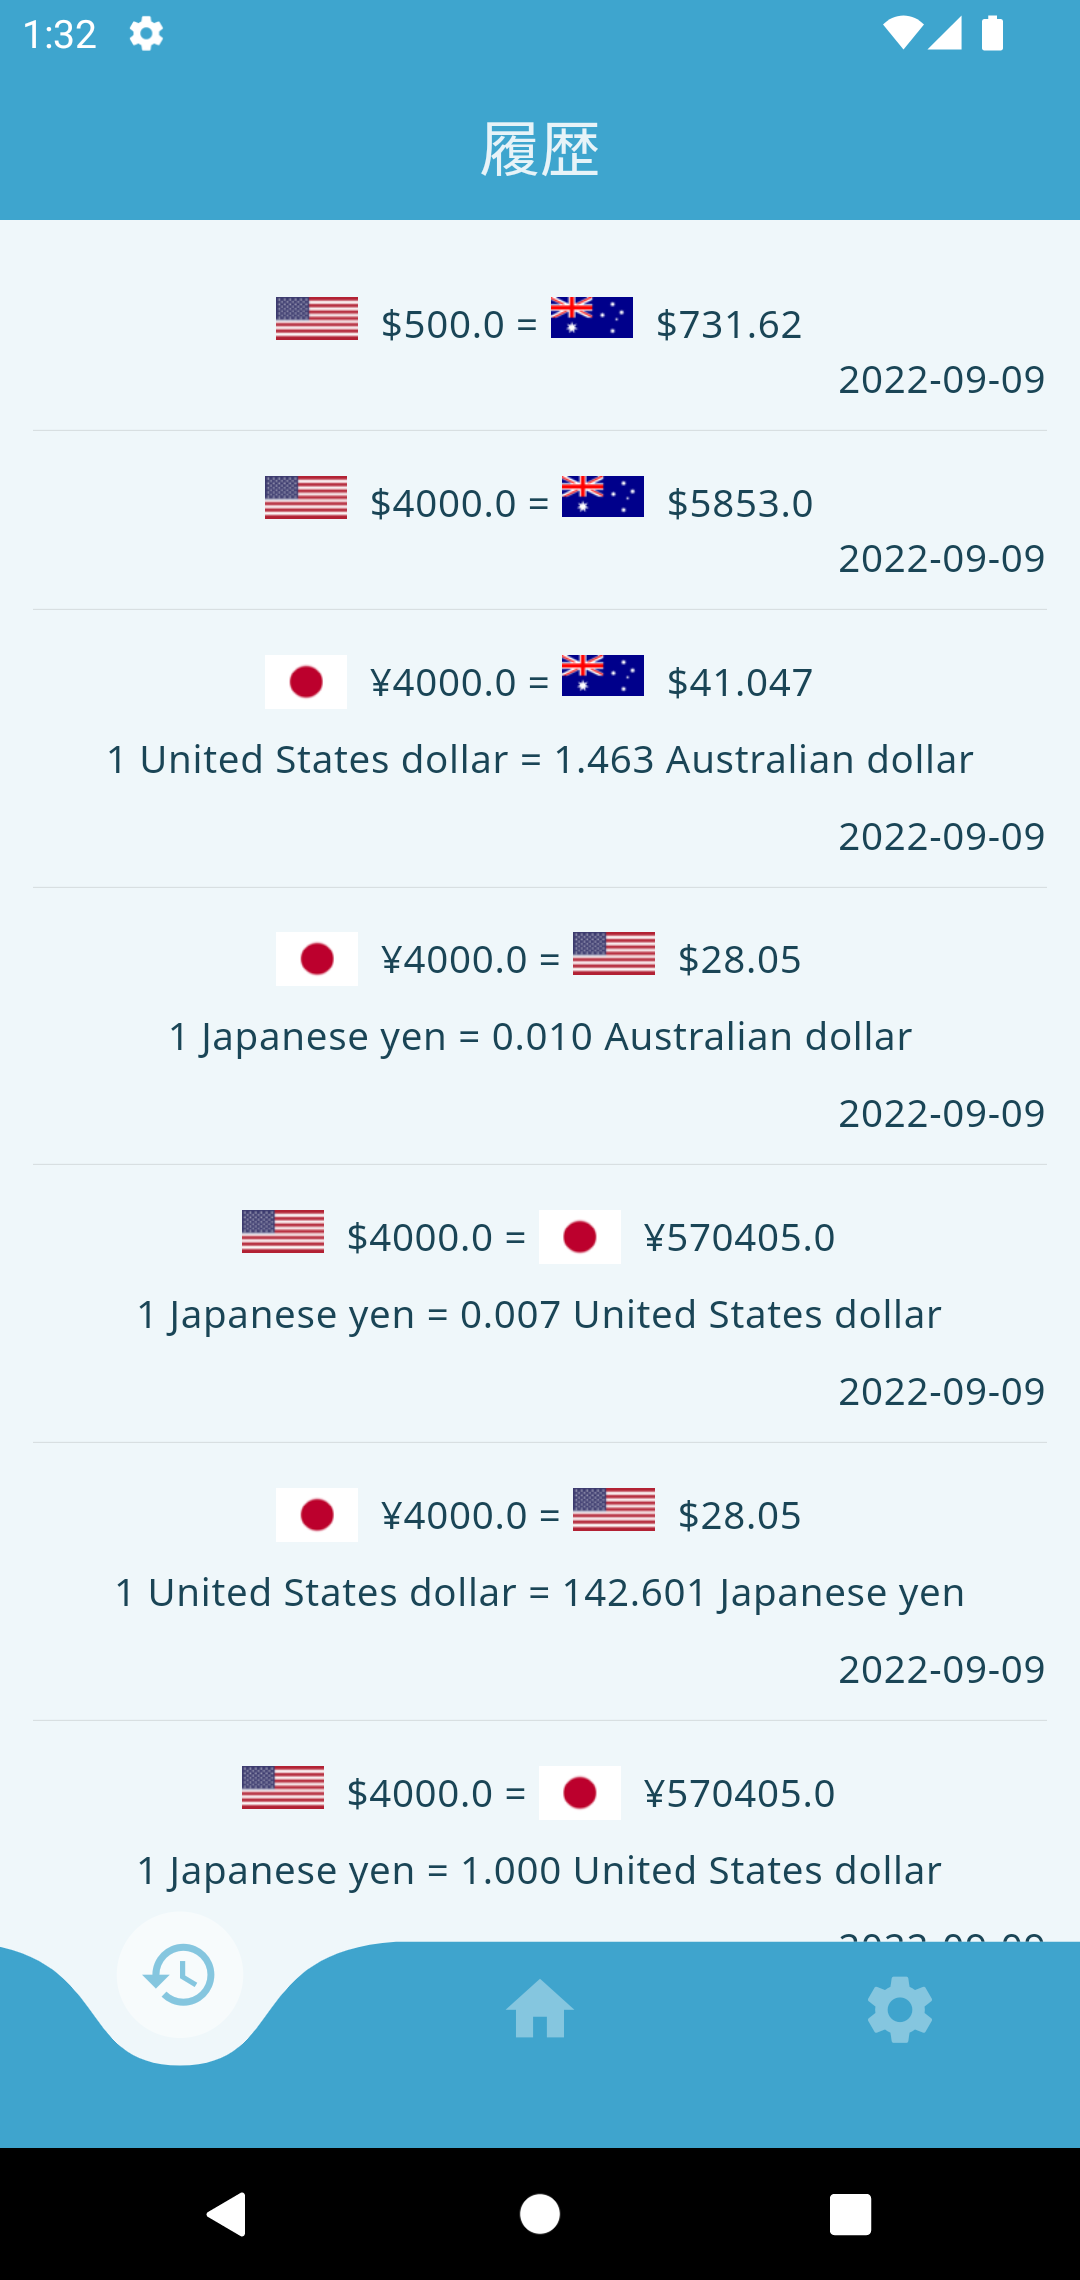 1:32
履歴
$500.0 = $731.62
2022-09-09
$4000.0 = $5853.0
2022-09-09
¥4000.0 = $41.047
1 United States dollar = 1.463 Australian dollar
2022-09-09
¥4000.0 = $28.05
1 Japanese yen = 0.010 Australian dollar
2022-09-09
$4000.0 = ¥570405.0
1 Japanese yen = 0.007 United States dollar
2022-09-09
¥4000.0 = $28.05
1 United States dollar = 142.601 Japanese yen
2022-09-09
$4000.0 = ¥570405.0
1 Japanese yen = 1.000 United States dollar